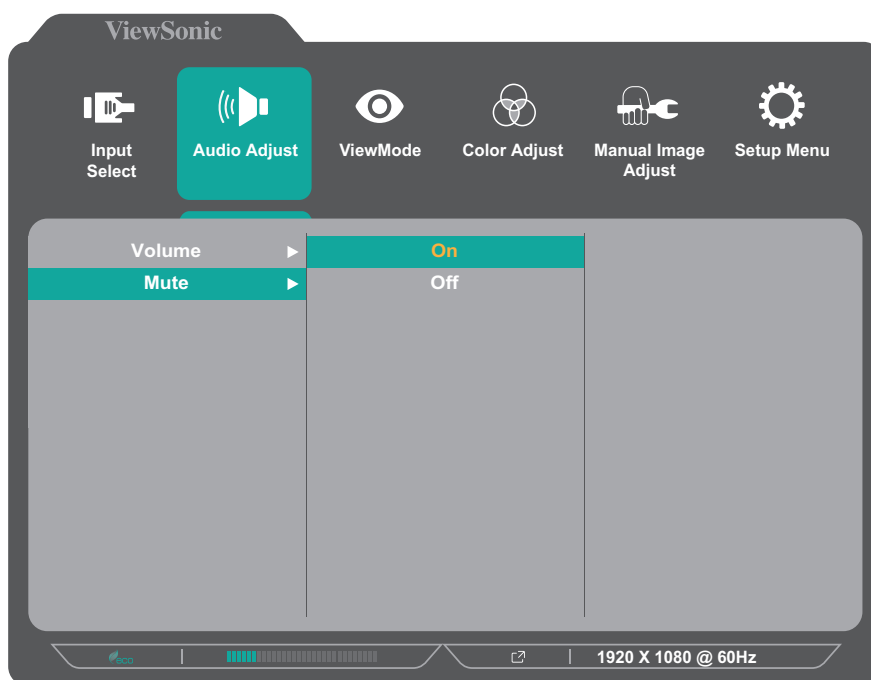 ViewSonic
Input
Select
Audio Adjust
ViewMode
Color Adjust
Manual Image
Adjust
Setup Menu
Volume
On
Mute
Off
eco
1920 X 1080 @ 60Hz